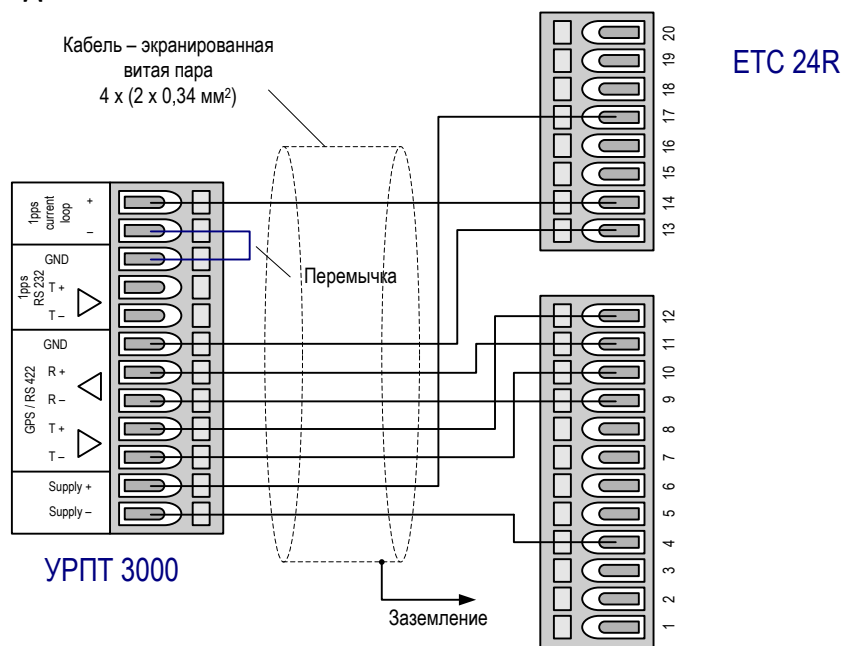 Кабель – экранированная
витая пара
4 x (2 x 0,34 мм²)
ETC 24R
20
19
18
17
16
15
14
13
1pps
current
loop
+
–
GND
1pps
RS 232
T +
T –
Перемычка
GND
GPS / RS 422
R +
R –
T +
T –
Supply +
Supply –
12
11
10
9
8
7
6
5
4
3
2
1
УРПТ 3000
Заземление